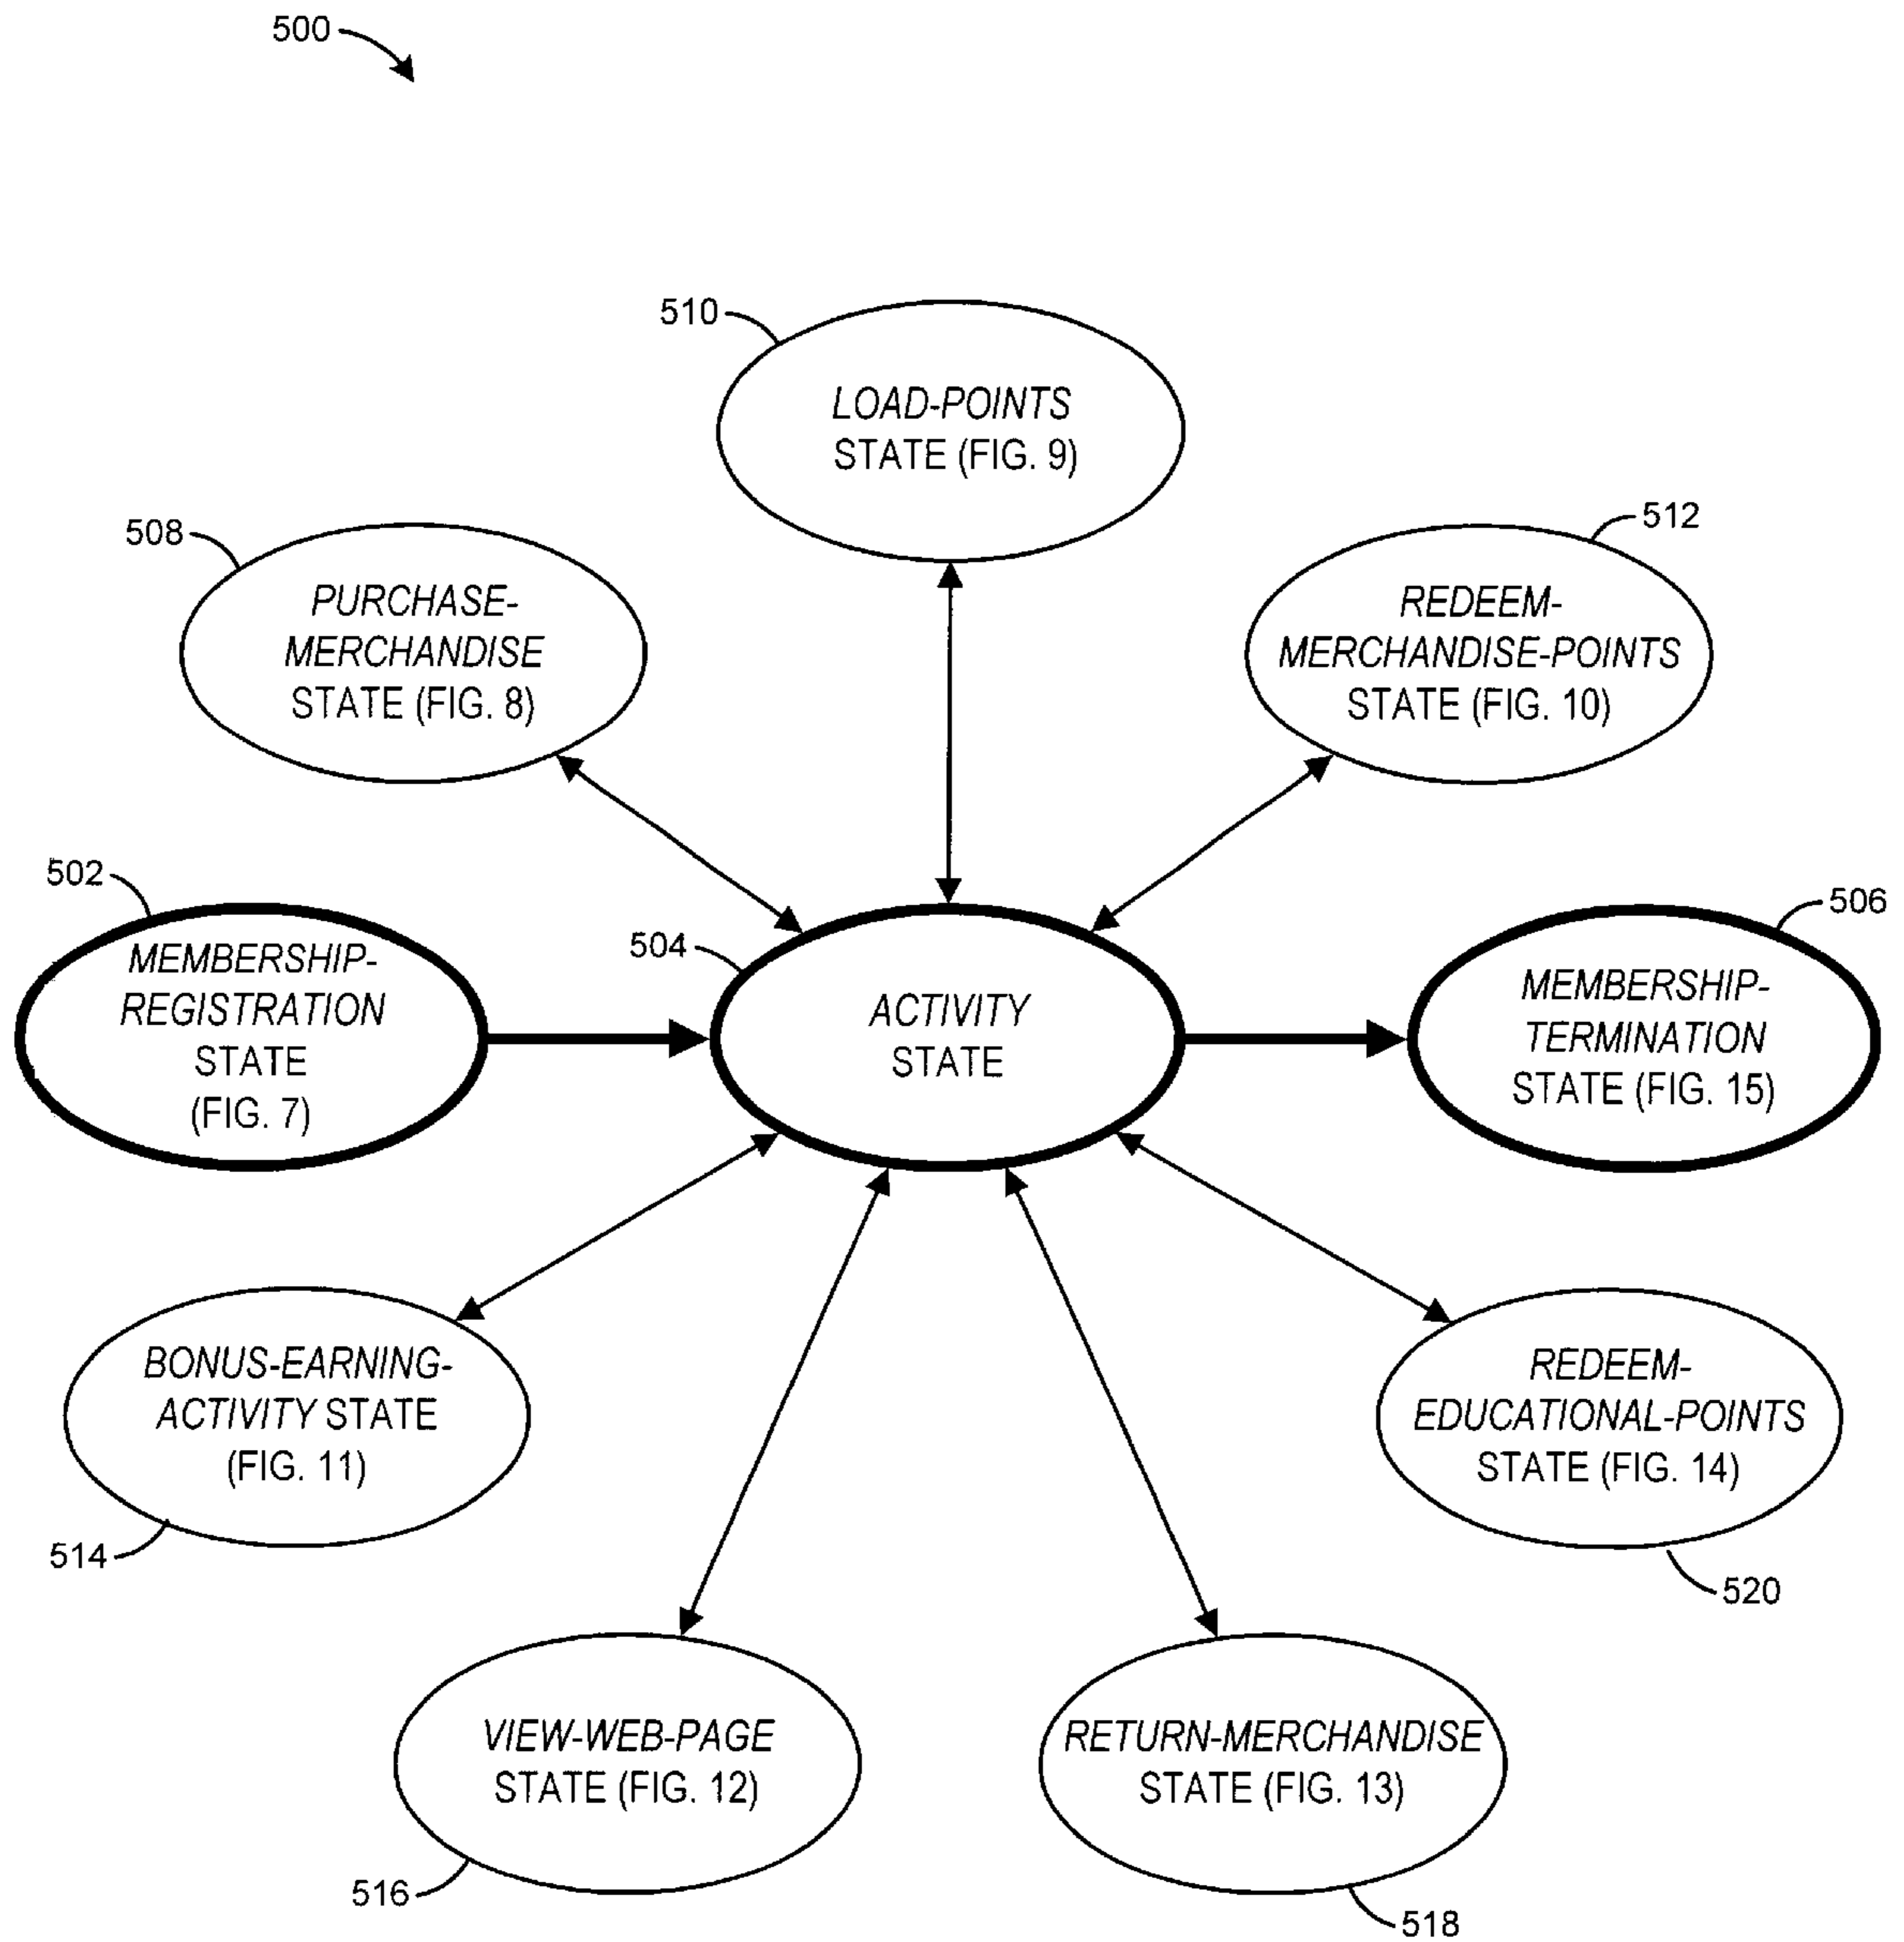 500
510
LOAD-POINTS
STATE (FIG. 9)
508
PURCHASE-
MERCHANDISE
STATE (FIG. 8)
512
REDEEM-
MERCHANDISE-POINTS
STATE (FIG. 10)
502
MEMBERSHIP-
REGISTRATION
STATE
(FIG. 7)
504
ACTIVITY
STATE
506
MEMBERSHIP-
TERMINATION
STATE (FIG. 15)
BONUS-EARNING-
ACTIVITY STATE
(FIG. 11)
514
REDEEM-
EDUCATIONAL-POINTS
STATE (FIG. 14)
520
VIEW-WEB-PAGE
STATE (FIG. 12)
516
RETURN-MERCHANDISE
STATE (FIG. 13)
518